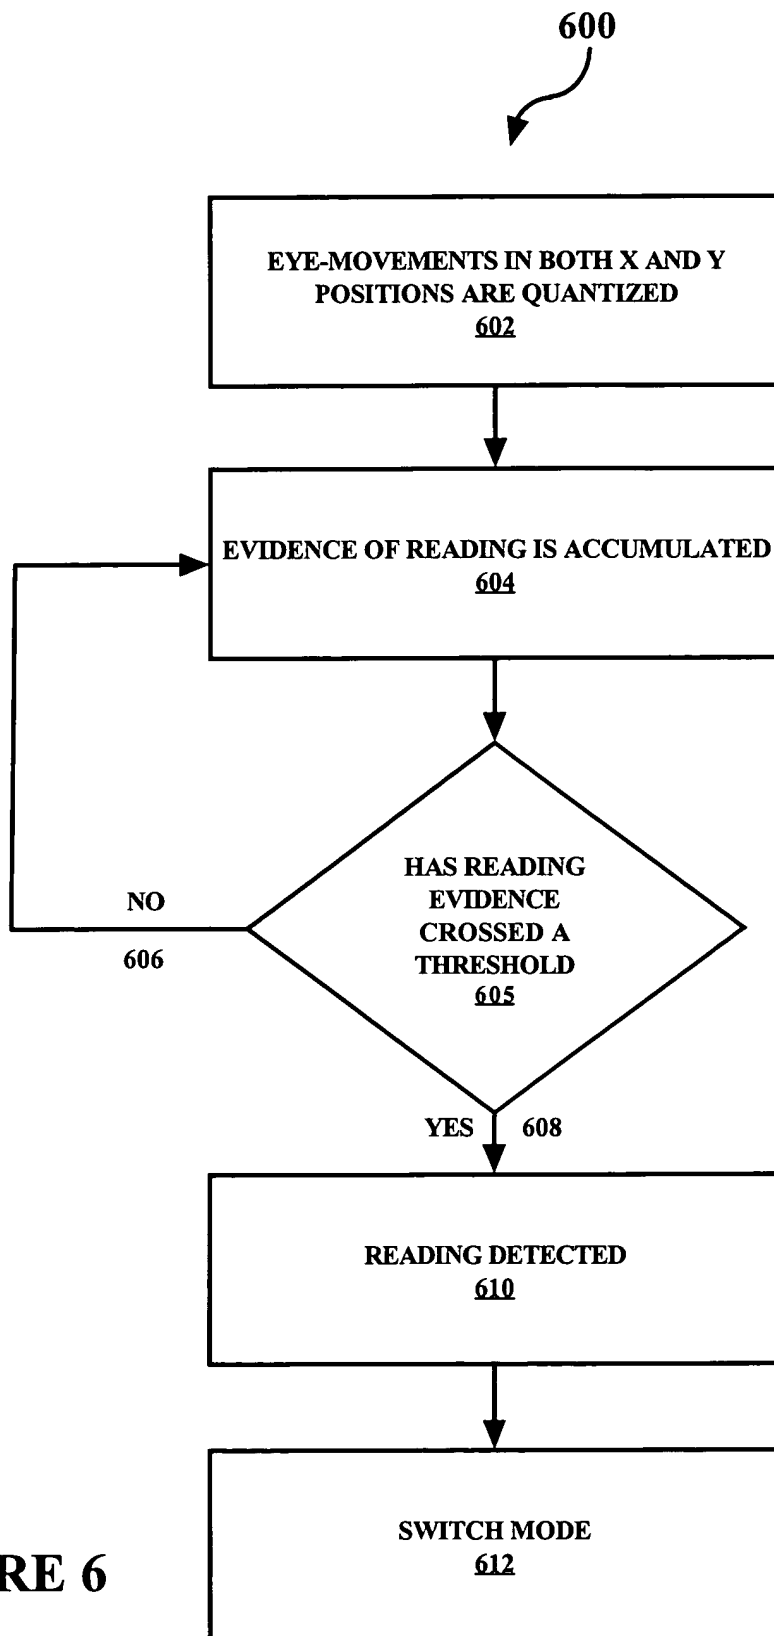 600
EYE-MOVEMENTS IN BOTH X AND Y
POSITIONS ARE QUANTIZED
602
EVIDENCE OF READING IS ACCUMULATED
604
HAS READING
EVIDENCE
CROSSED A
THRESHOLD
605
NO
606
YES 608
READING DETECTED
610
SWITCH MODE
612
RE 6